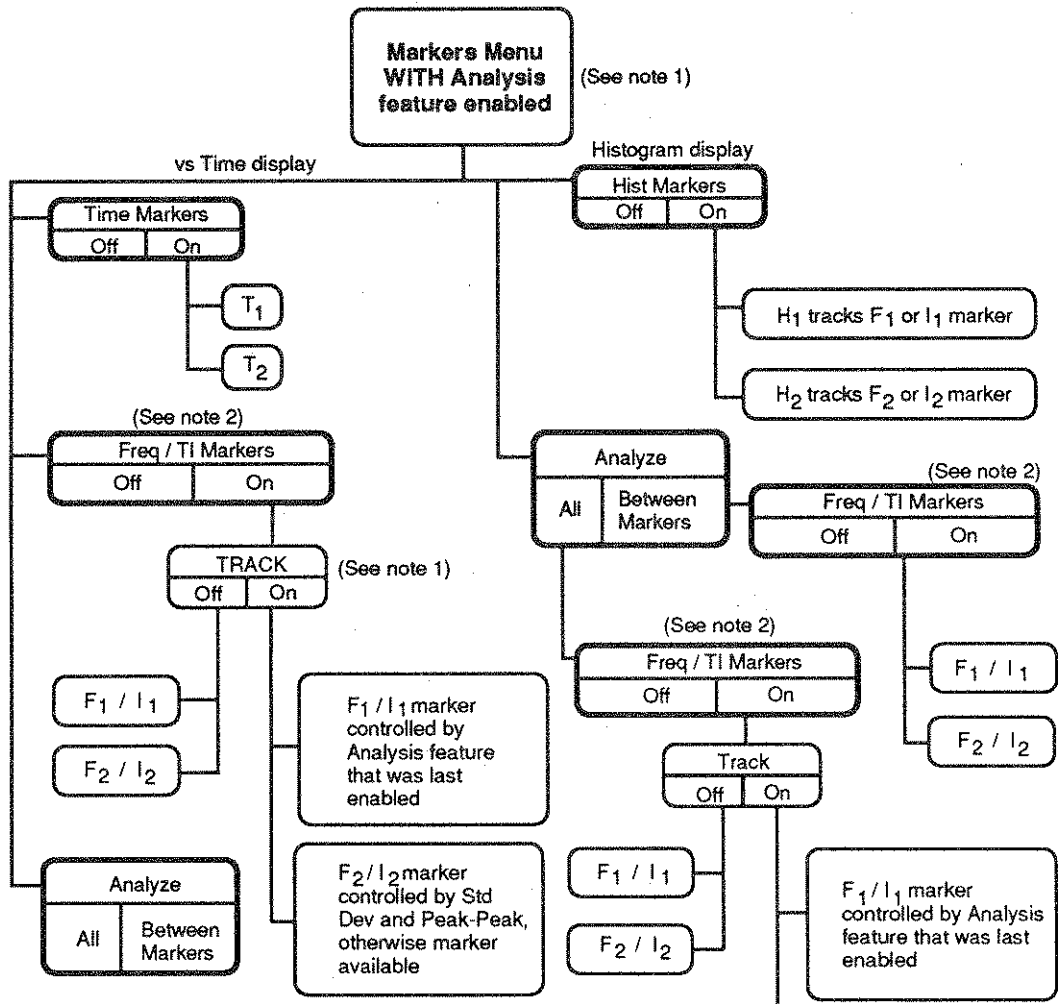 Markers Menu
WITH Analysis
feature enabled
(See note 1)
vs Time display
Histogram display
Time Markers
Off On
T1
T2
(See note 2)
Freq / TI Markers
Off On
TRACK
Off On
(See note 1)
F1 / I1
F2 / I2
F1 / I1 marker
controlled by
Analysis feature
that was last
enabled
F2 / I2 marker
controlled by Std
Dev and Peak-Peak,
otherwise marker
available
Analyze
All
Between
Markers
Hist Markers
Off On
H1 tracks F1 or I1 marker
H2 tracks F2 or I2 marker
Analyze
All
Between
Markers
(See note 2)
Freq / TI Markers
Off On
F1 / I1
F2 / I2
(See note 2)
Freq / TI Markers
Off On
Track
Off On
F1 / I1
F2 / I2
F1 / I1 marker
controlled by Analysis
feature that was last
enabled